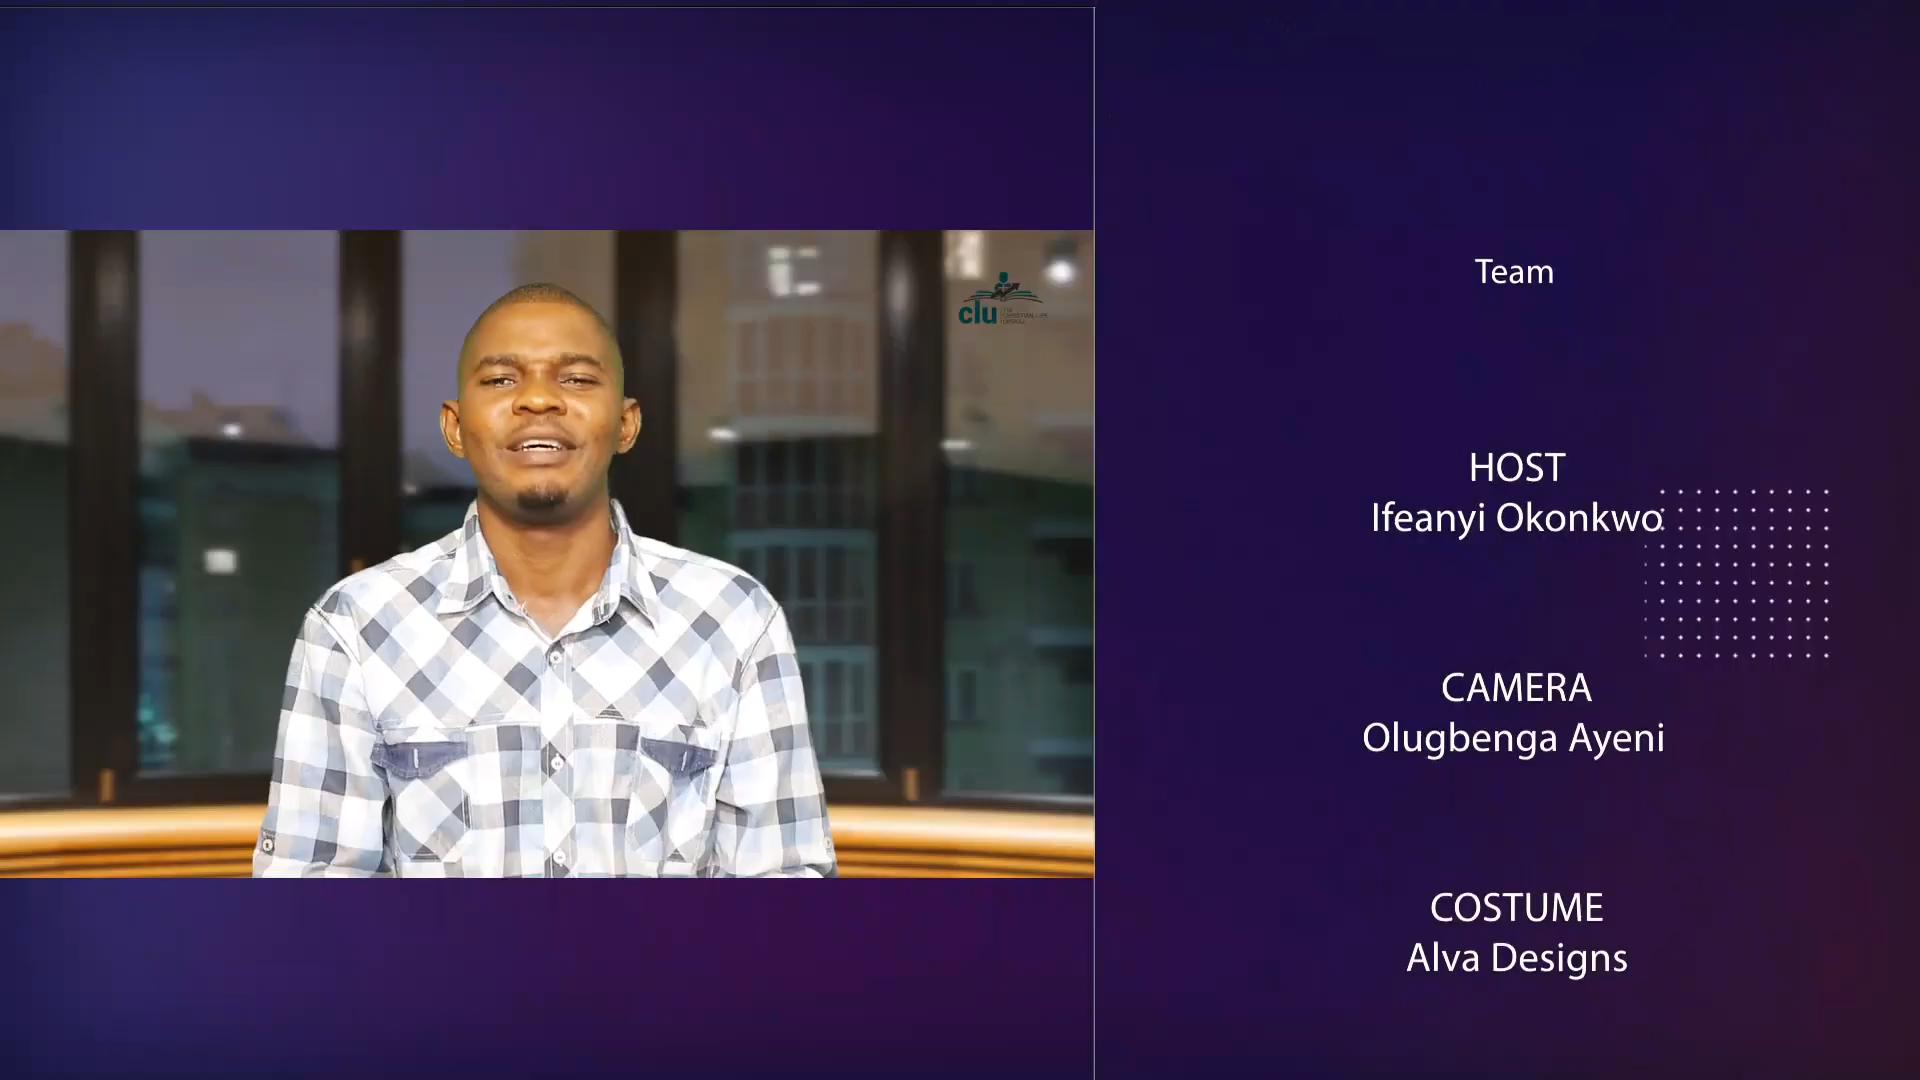 clu
Team
HOST
Ifeanyi Okonkwo
CAMERA
Olugbenga Ayeni
COSTUME
Alva Designs